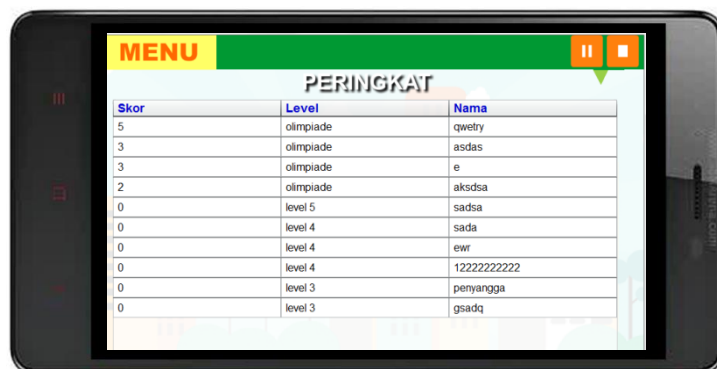 MENU
PERINGKAT
Skor Level Nama
5 olimpiade qwetry
3 olimpiade asdas
3 olimpiade e
2 olimpiade aksdsa
0 level 5 sadsa
0 level 4 sada
0 level 4 ewr
0 level 4 12222222222
0 level 3 penyangga
0 level 3 gsadq